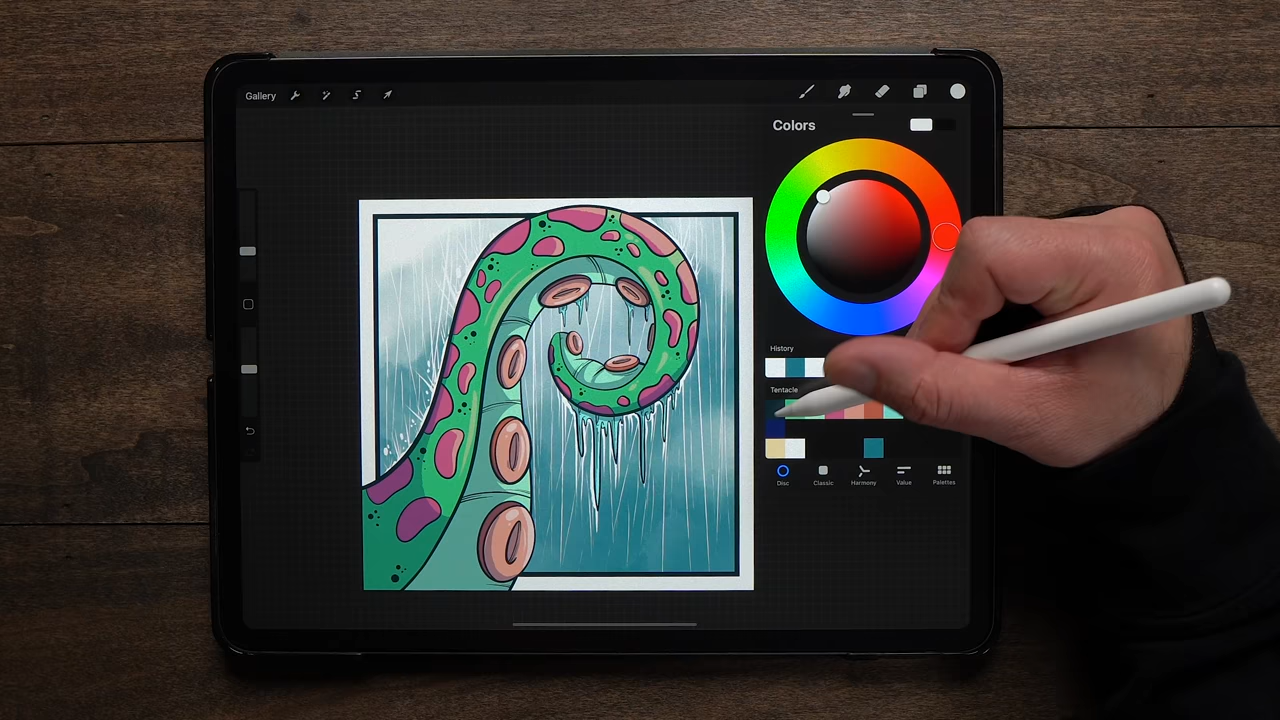 Gallery
Colors
History
Tentacle
Disc
Classic
Harmony
Value
Palettes